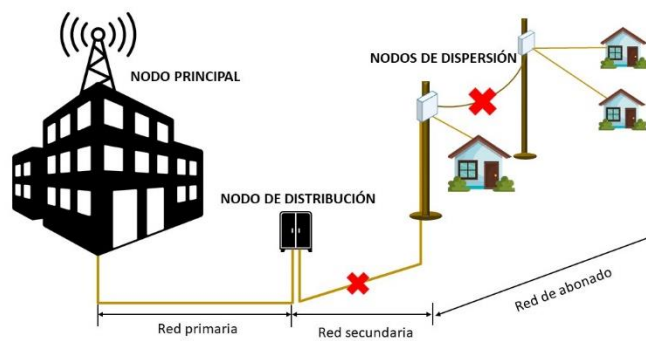 NODO PRINCIPAL
NODOS DE DISPERSIÓN
NODO DE DISTRIBUCIÓN
Red primaria
Red secundaria
Red de abonado